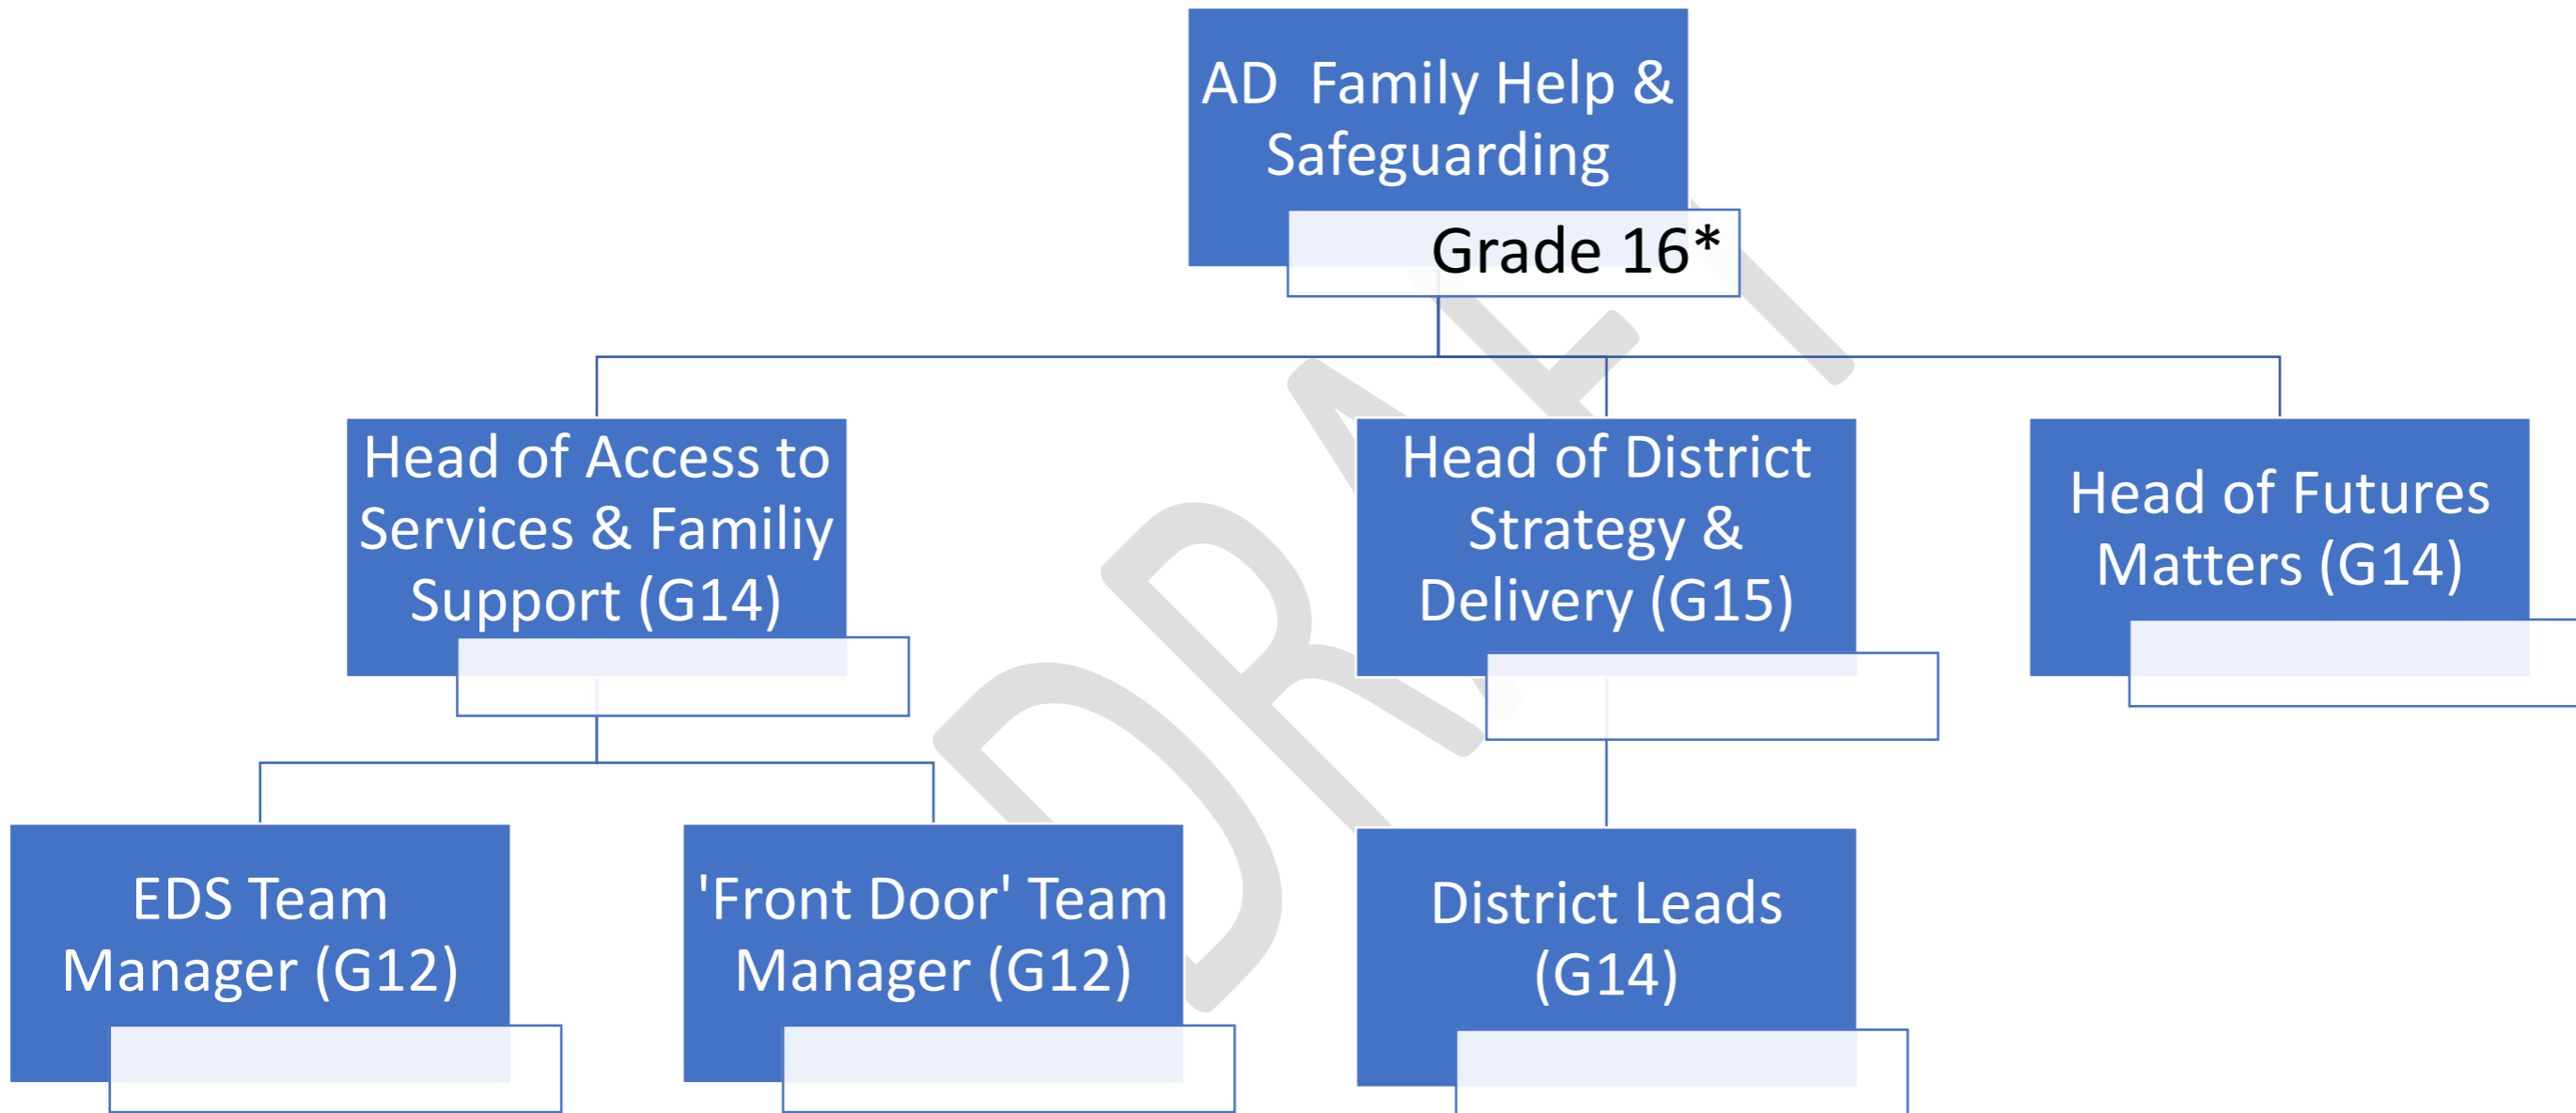 AD  Family Help &
Safeguarding
Grade 16*
Head of Access to
Services & Familiy
Support (G14)
Head of District
Strategy &
Delivery (G15)
Head of Futures
Matters (G14)
EDS Team
Manager (G12)
'Front Door' Team
Manager (G12)
District Leads
(G14)
DRAFT